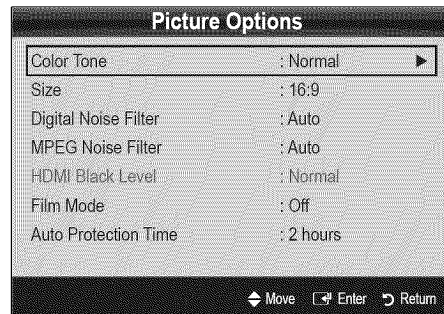 Picture Options
Color Tone : Normal ►
Size : 16:9
Digital Noise Filter : Auto
MPEG Noise Filter : Auto
HDMI Black Level : Normal
Film Mode : Off
Auto Protection Time : 2 hours
Move Enter Return